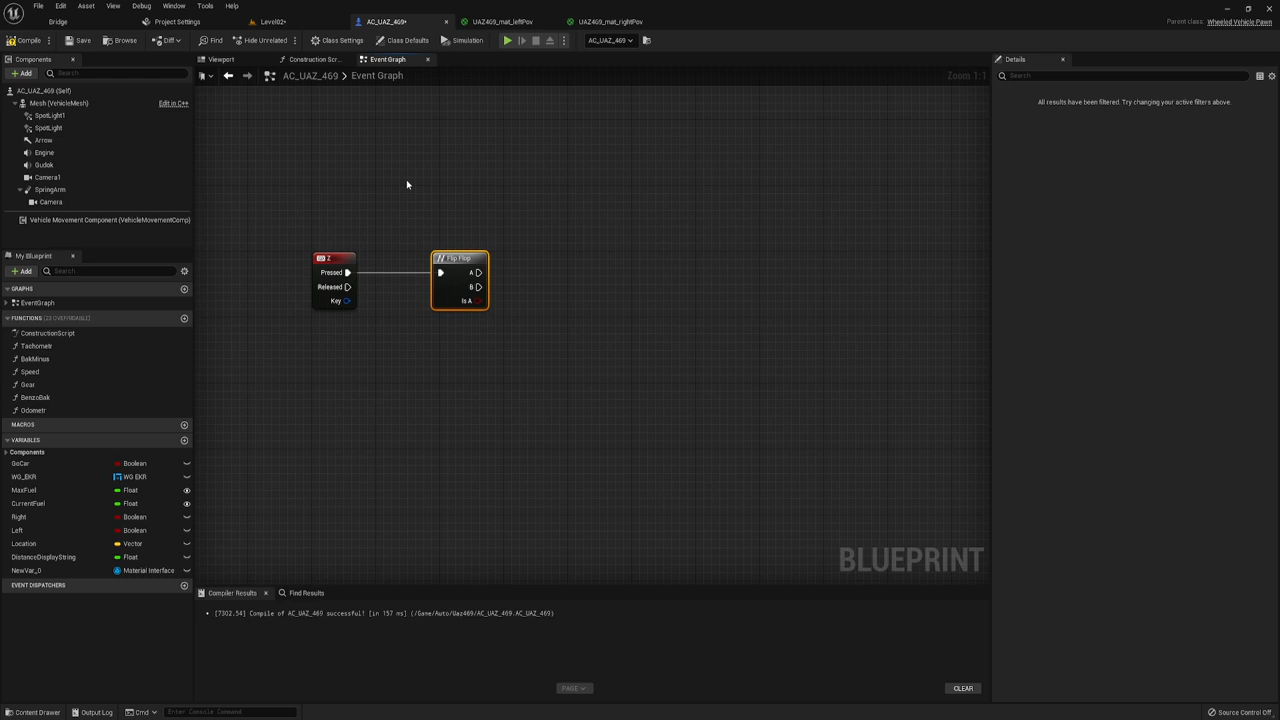 File Edit Asset View Debug Window Tools Help
Parent class: Wheeled Vehicle Pawn
Bridge Project Settings Level02• AC_UAZ_469• × UAZ469_mat_leftPov UAZ469_mat_rightPov
Compile Save Browse Diff Find Hide Unrelated Class Settings Class Defaults Simulation AC_UAZ_469
Components ×
Viewport Construction Scr... Event Graph ×
Details ×
Add Search
AC_UAZ_469 > Event Graph
Zoom 1:1
Search
AC_UAZ_469 (Self)
Mesh (VehicleMesh) Edit in C++
All results have been filtered. Try changing your active filters above.
SpotLight1
SpotLight
Arrow
Engine
Gudok
Camera1
SpringArm
Camera
Vehicle Movement Component (VehicleMovementComp)
My Blueprint ×
Add Search
GRAPHS
EventGraph
FUNCTIONS (23 OVERRIDABLE)
ConstructionScript
Tachometr
BakMinus
Speed
Gear
BenzoBak
Odometr
MACROS
VARIABLES
Components
GoCar Boolean
WG_EKR WG EKR
MaxFuel Float
CurrentFuel Float
Right Boolean
Left Boolean
Location Vector
DistanceDisplayString Float
NewVar_0 Material Interface
EVENT DISPATCHERS
Z
Pressed
Released
Key
Flip Flop
A
B
Is A
BLUEPRINT
Compiler Results × Find Results
• [7302.54] Compile of AC_UAZ_469 successful! [in 157 ms] (/Game/Auto/Uaz469/AC_UAZ_469.AC_UAZ_469)
PAGE
CLEAR
Content Drawer Output Log Cmd Enter Console Command
Source Control Off